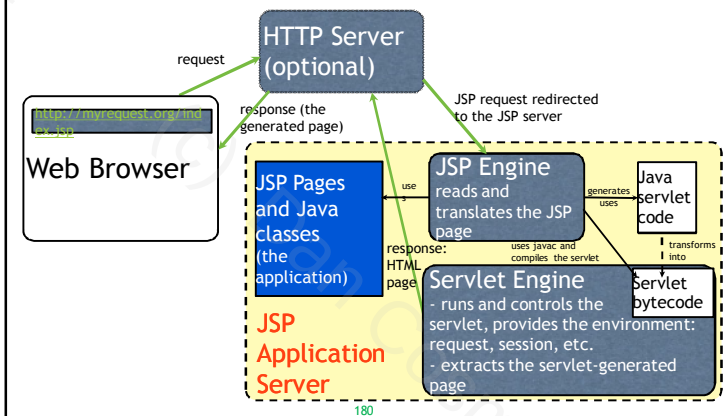 HTTP Server
(optional)
request
http://myrequest.org/ind
ex.jsp
Web Browser
response (the
generated page)
JSP request redirected
to the JSP server
JSP Pages
and Java
classes
(the
application)
use
s
JSP Engine
reads and
translates the JSP
page
generates
uses
Java
servlet
code
transforms
into
response:
HTML
page
uses javac and
compiles the servlet
Servlet Engine
- runs and controls the
servlet, provides the environment:
request, session, etc.
- extracts the servlet-generated
page
Servlet
bytecode
JSP
Application
Server
180